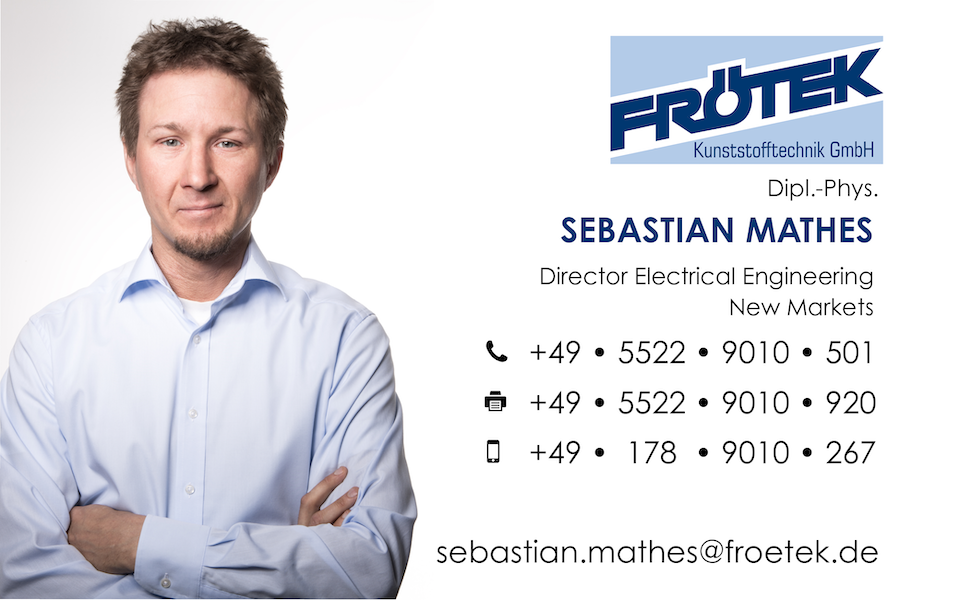 FRÖTEK
Kunststofftechnik GmbH
Dipl.-Phys.
SEBASTIAN MATHES
Director Electrical Engineering
New Markets
+49 • 5522 • 9010 • 501
+49 • 5522 • 9010 • 920
+49 • 178 • 9010 • 267
sebastian.mathes@froetek.de